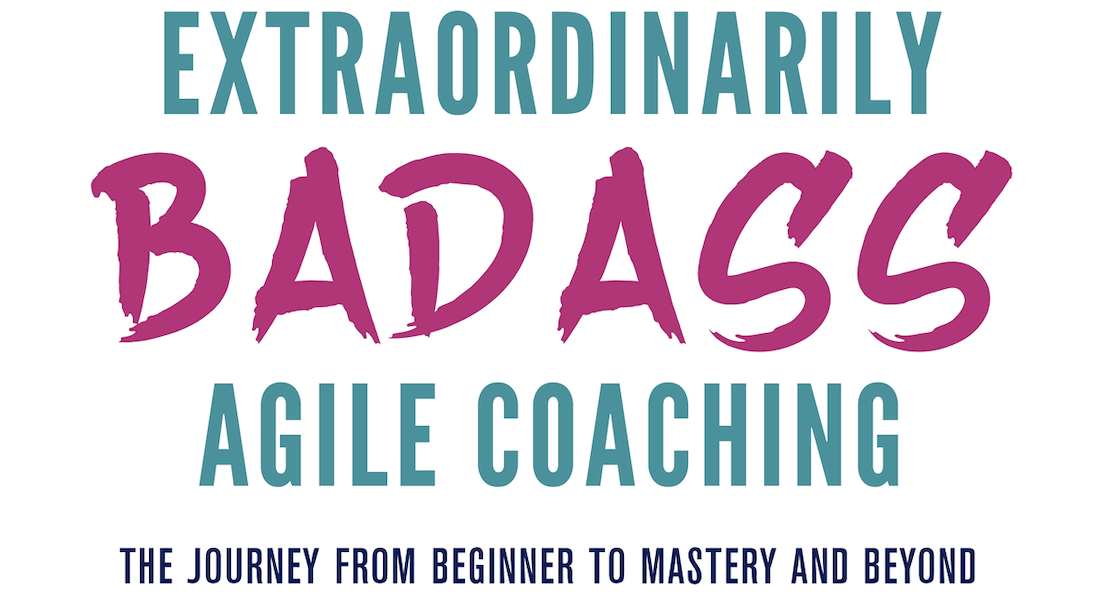 EXTRAORDINARILY
BADASS
AGILE COACHING
THE JOURNEY FROM BEGINNER TO MASTERY AND BEYOND